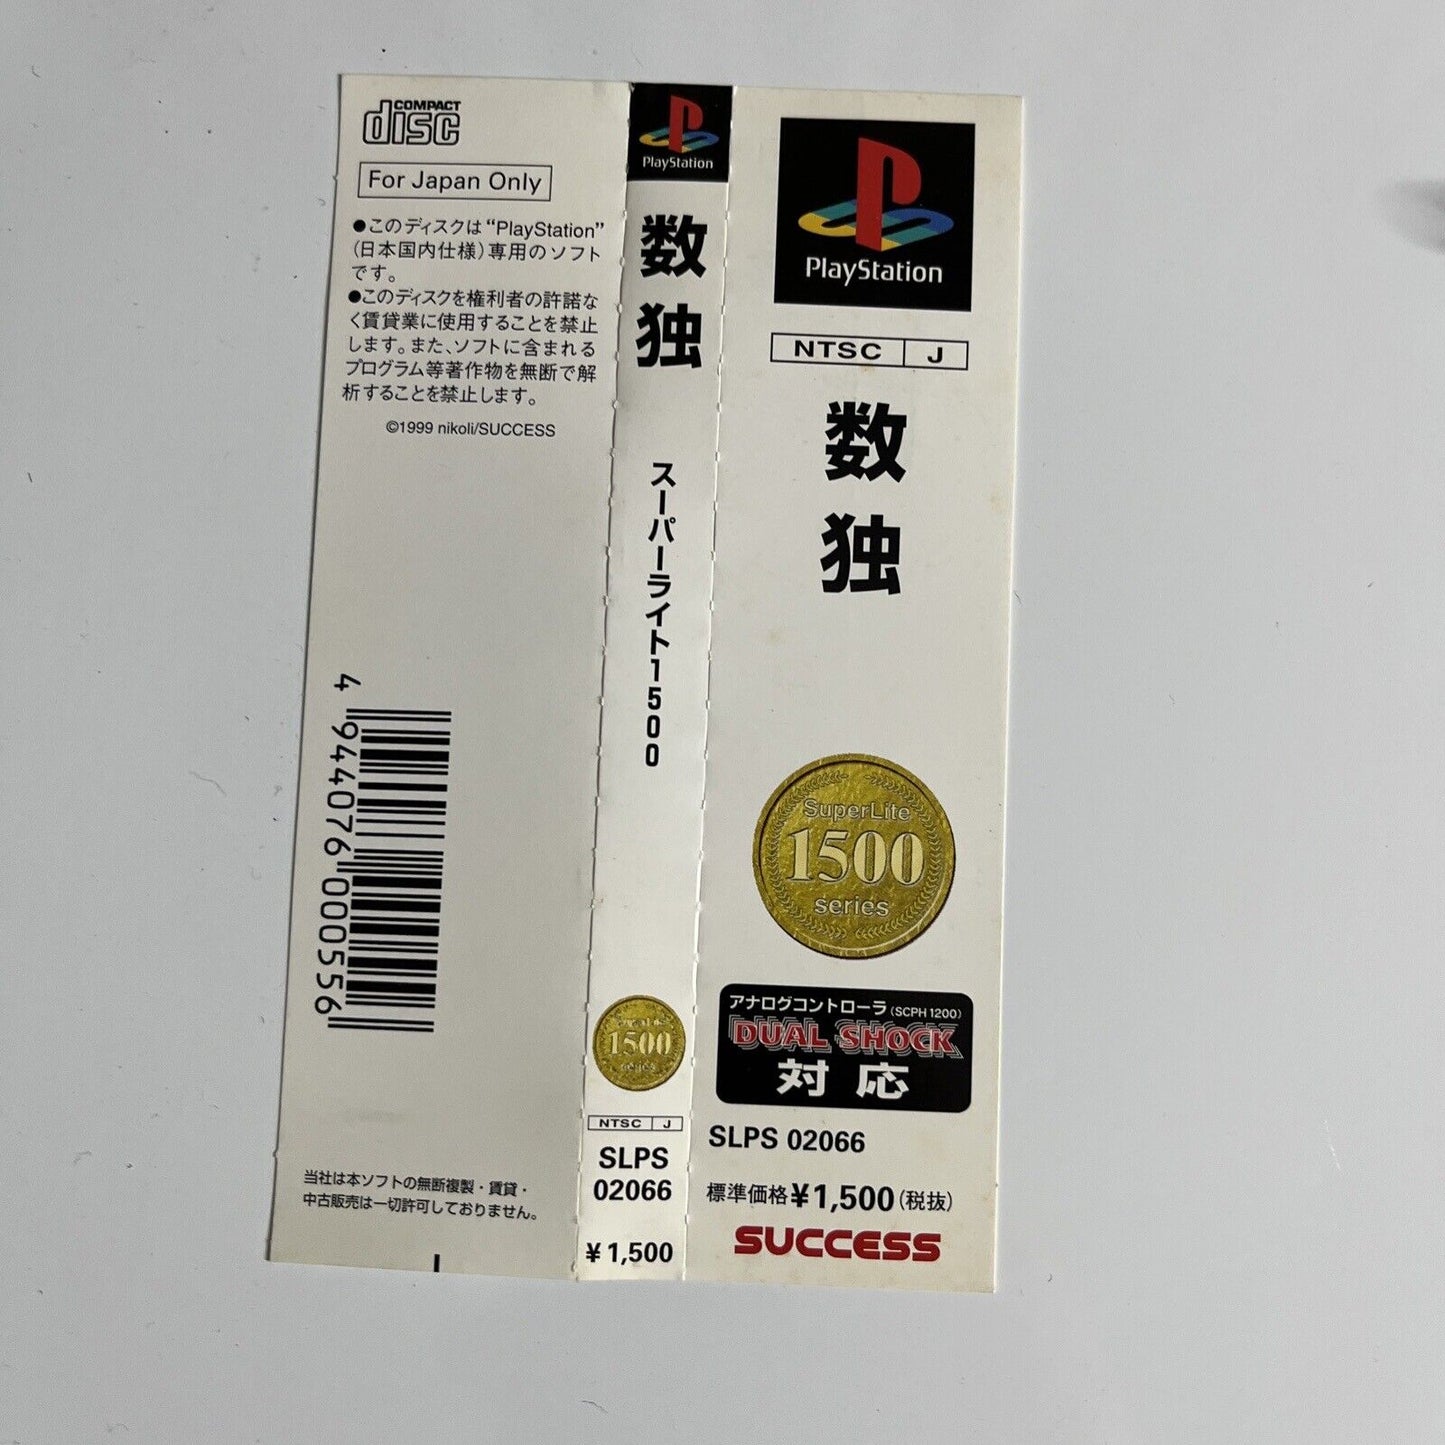 COMPACT
disc
For Japan Only
●このディスクは“PlayStation”
(日本国内仕様)専用のソフト
です。
●このディスクを権利者の許諾な
く賃貸業に使用することを禁止
します。また、ソフトに含まれる
プログラム等著作物を無断で解
析することを禁止します。
©1999 nikoli/SUCCESS
4 944076 000556
当社は本ソフトの無断複製・賃貸・
中古販売は一切許可しておりません。
PlayStation
数独
スーパーライト1500
SuperLite
1500
series
NTSC J
SLPS
02066
¥1,500
PlayStation
NTSC J
数独
SuperLite
1500
series
アナログコントローラ(SCPH 1200)
DUAL SHOCK
対応
SLPS 02066
標準価格¥1,500(税抜)
SUCCESS